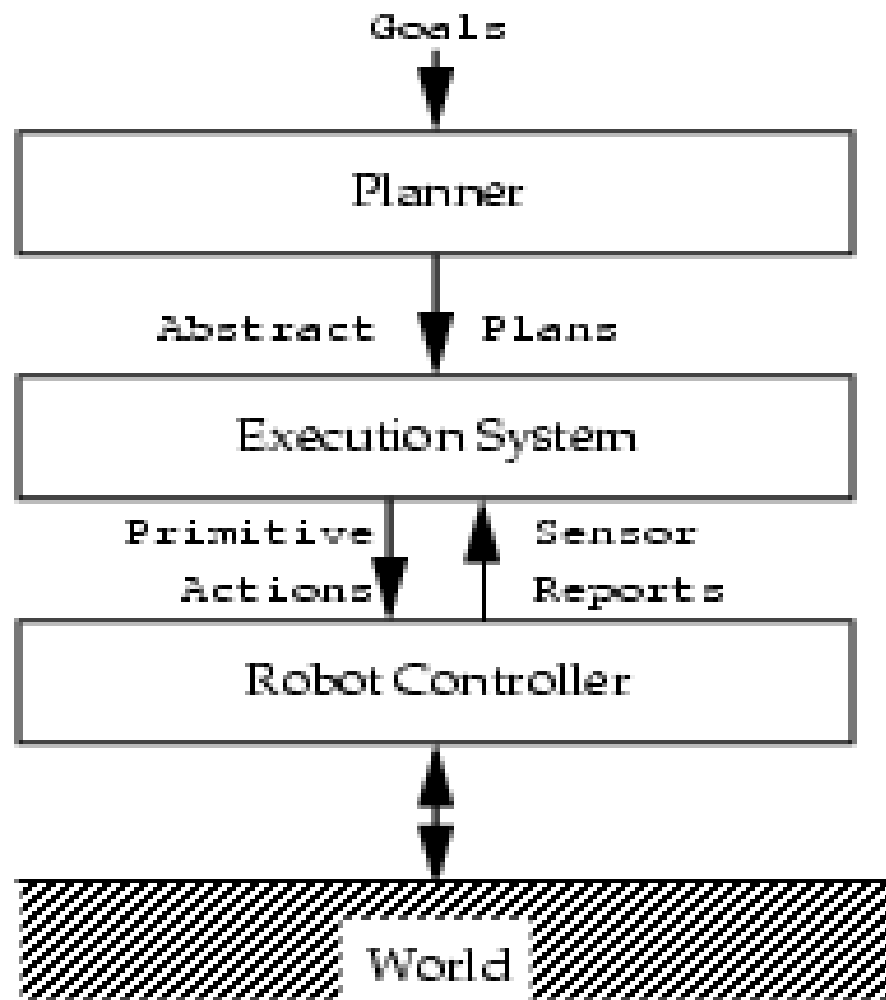 Goals
Planner
Abstract Plans
Execution System
Primitive Sensor
Actions Reports
Robot Controller
World